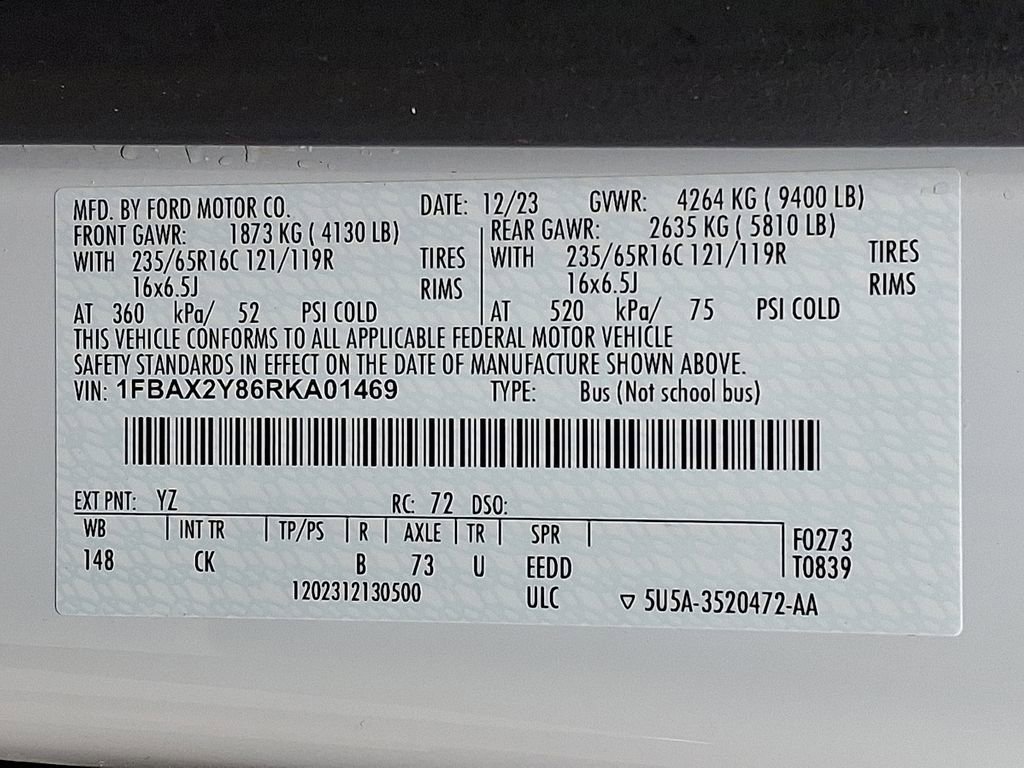 MFD. BY FORD MOTOR CO. DATE: 12/23 GVWR: 4264 KG ( 9400 LB)
FRONT GAWR: 1873 KG ( 4130 LB) REAR GAWR: 2635 KG ( 5810 LB)
WITH 235/65R16C 121/119R TIRES WITH 235/65R16C 121/119R TIRES
16x6.5J RIMS 16x6.5J RIMS
AT 360 kPa/ 52 PSI COLD AT 520 kPa/ 75 PSI COLD
THIS VEHICLE CONFORMS TO ALL APPLICABLE FEDERAL MOTOR VEHICLE
SAFETY STANDARDS IN EFFECT ON THE DATE OF MANUFACTURE SHOWN ABOVE.
VIN: 1FBAX2Y86RKA01469 TYPE: Bus (Not school bus)
EXT PNT: YZ RC: 72 DSO:
WB INT TR TP/PS R AXLE TR SPR F0273
148 CK B 73 U EEDD T0839
1202312130500 ULC ▽ 5U5A-3520472-AA